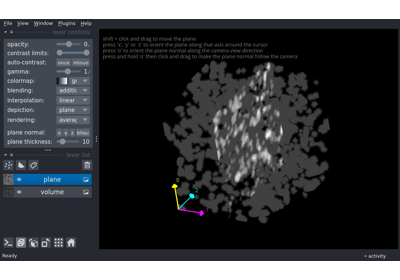 File View Window Plugins Help
layer controls
opacity: 0.
contrast limits:
auto-contrast: once
gamma: 1.
colormap: gr
blending: additiv
interpolation: linear
depiction: plane
rendering: averag
plane normal: x y z
plane thickness: 10
shift + click and drag to move the plane
press 'x', 'y' or 'z' to orient the plane along that axis around the cursor
press 'o' to orient the plane normal along the camera view direction
press and hold 'o' then click and drag to make the plane normal follow the camera
layer list
plane
volume
0
Ready
activity